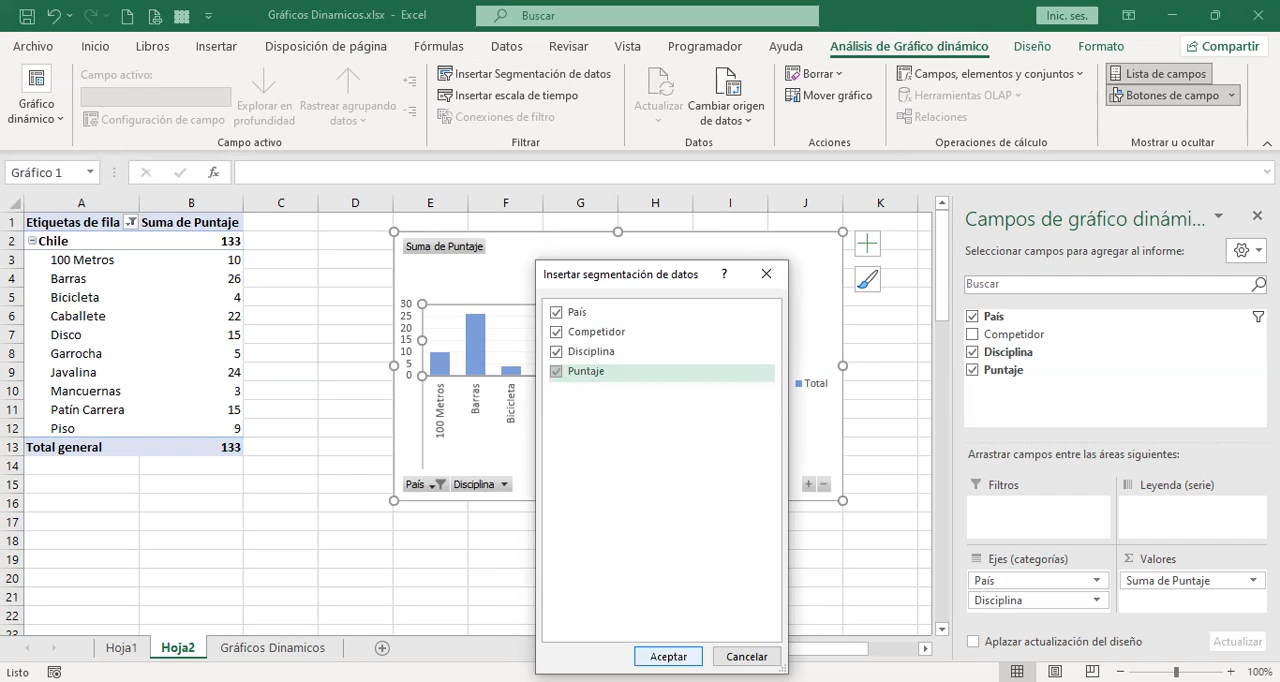 Gráficos Dinamicos.xlsx - Excel
Buscar
Inic. ses.
Archivo Inicio Libros Insertar Disposición de página Fórmulas Datos Revisar Vista Programador Ayuda Análisis de Gráfico dinámico Diseño Formato Compartir
Gráfico dinámico
Campo activo:
Configuración de campo
Explorar en profundidad
Rastrear agrupando datos
Campo activo
Insertar Segmentación de datos
Insertar escala de tiempo
Conexiones de filtro
Filtrar
Actualizar
Cambiar origen de datos
Datos
Borrar
Mover gráfico
Acciones
Campos, elementos y conjuntos
Herramientas OLAP
Relaciones
Operaciones de cálculo
Lista de campos
Botones de campo
Mostrar u ocultar
Gráfico 1
fx
A B C D E F G H I J K
1 Etiquetas de fila Suma de Puntaje
2 Chile 133
3 100 Metros 10
4 Barras 26
5 Bicicleta 4
6 Caballete 22
7 Disco 15
8 Garrocha 5
9 Javalina 24
10 Mancuernas 3
11 Patín Carrera 15
12 Piso 9
13 Total general 133
14
15
16
17
18
19
20
21
22
23
Suma de Puntaje
30
25
20
15
10
5
0
100 Metros
Barras
Bicicleta
Total
País Disciplina
+ −
Insertar segmentación de datos ?
País
Competidor
Disciplina
Puntaje
Aceptar Cancelar
Campos de gráfico dinámi...
Seleccionar campos para agregar al informe:
Buscar
País
Competidor
Disciplina
Puntaje
Arrastrar campos entre las áreas siguientes:
Filtros
Leyenda (serie)
Ejes (categorías)
País
Disciplina
Σ Valores
Suma de Puntaje
Aplazar actualización del diseño Actualizar
Hoja1 Hoja2 Gráficos Dinamicos
Listo
100%